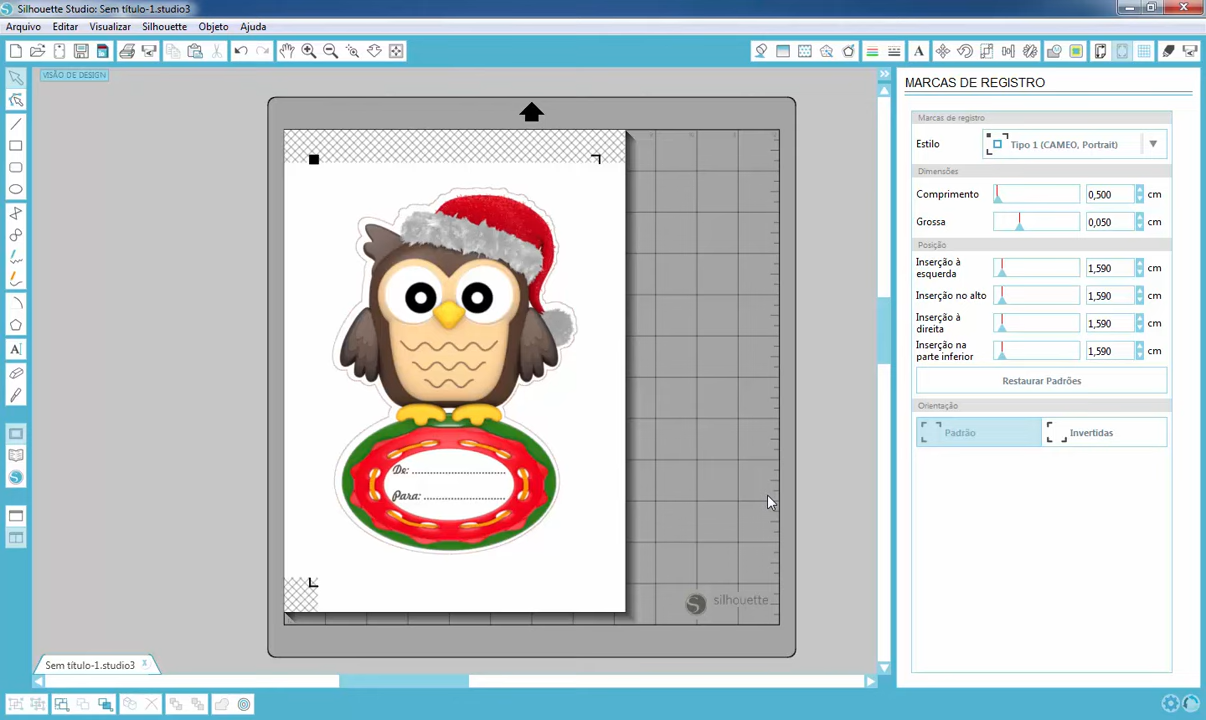 Silhouette Studio: Sem título-1.studio3
Arquivo Editar Visualizar Silhouette Objeto Ajuda
VISÃO DE DESIGN
MARCAS DE REGISTRO
Marcas de registro
Estilo Tipo 1 (CAMEO, Portrait)
Dimensões
Comprimento 0,500 cm
Grossa 0,050 cm
Posição
Inserção à esquerda 1,590 cm
Inserção no alto 1,590 cm
Inserção à direita 1,590 cm
Inserção na parte inferior 1,590 cm
Restaurar Padrões
Orientação
Padrão Invertidas
De: ............................
Para: ........................
silhouette
Sem título-1.studio3